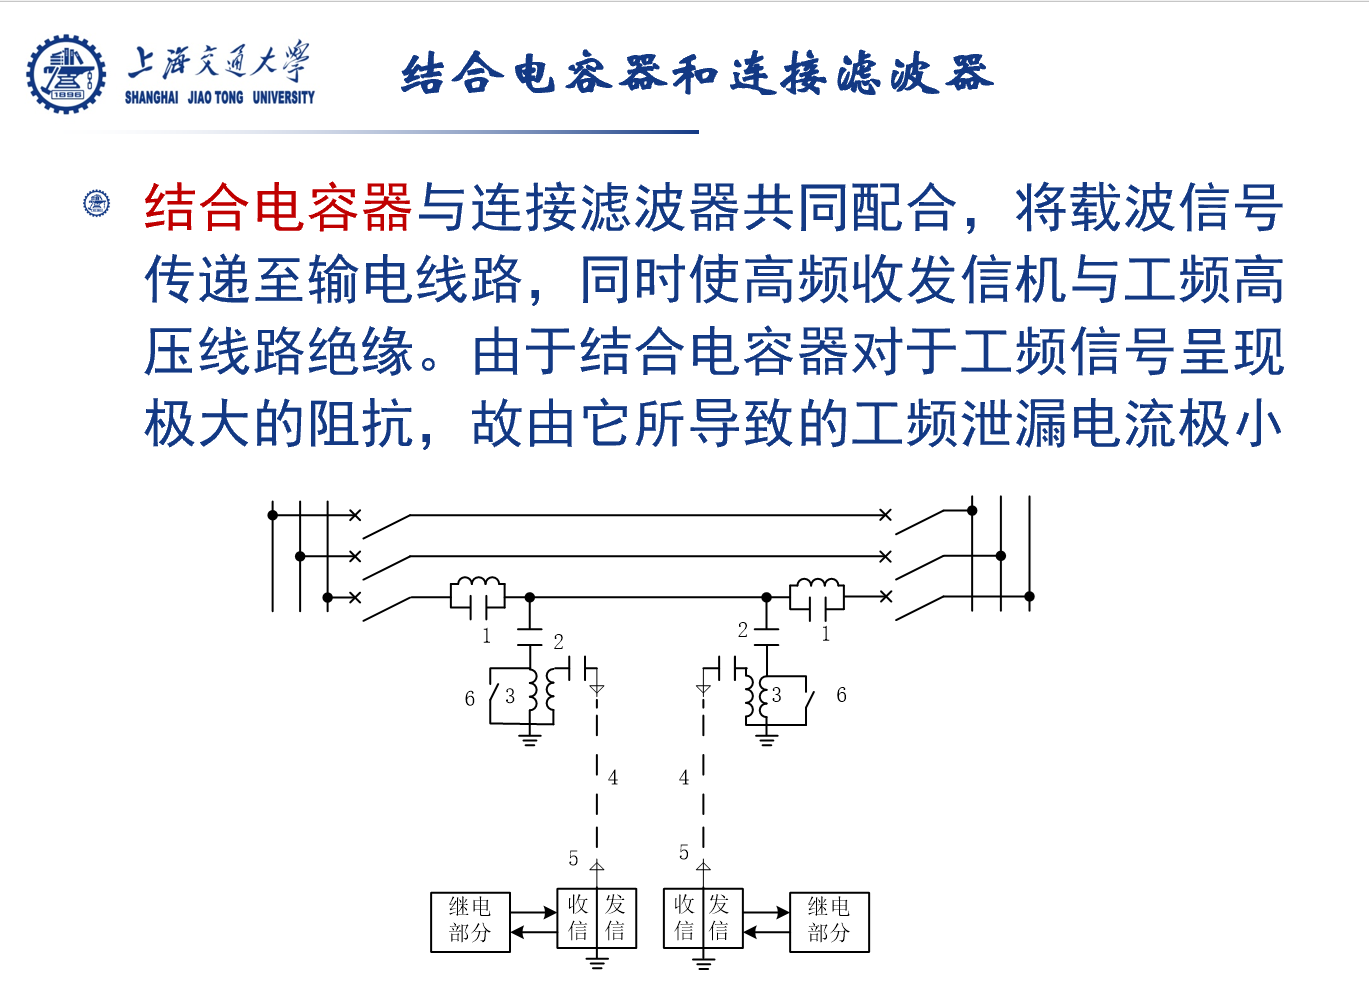 1896
上海交通大学
SHANGHAI JIAO TONG UNIVERSITY
结合电容器和连接滤波器
结合电容器与连接滤波器共同配合，将载波信号
传递至输电线路，同时使高频收发信机与工频高
压线路绝缘。由于结合电容器对于工频信号呈现
极大的阻抗，故由它所导致的工频泄漏电流极小
1
2
2
1
6
3
3
6
4
4
5
5
继电
部分
收信
发信
收信
发信
继电
部分